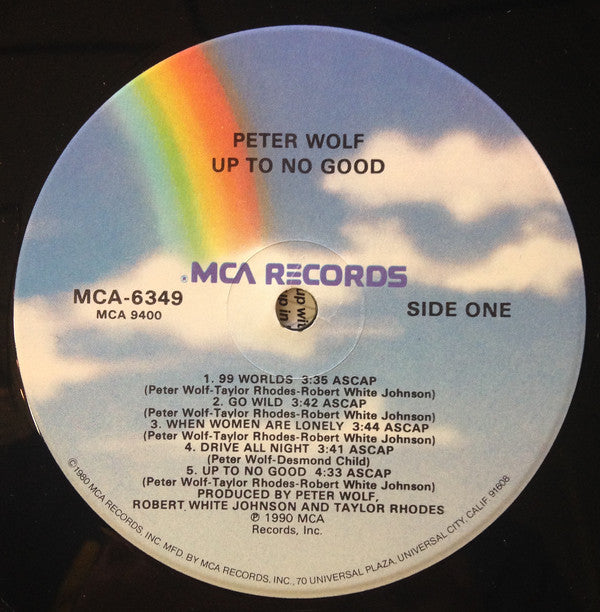 PETER WOLF
UP TO NO GOOD
® MCA RECORDS
MCA-6349
MCA 9400
SIDE ONE
up wit
up in
1. 99 WORLDS 3:35 ASCAP
(Peter Wolf-Taylor Rhodes-Robert White Johnson)
2. GO WILD 3:42 ASCAP
(Peter Wolf-Taylor Rhodes-Robert White Johnson)
3. WHEN WOMEN ARE LONELY 3:44 ASCAP
(Peter Wolf-Taylor Rhodes-Robert White Johnson)
4. DRIVE ALL NIGHT 3:41 ASCAP
(Peter Wolf-Desmond Child)
5. UP TO NO GOOD 4:33 ASCAP
(Peter Wolf-Taylor Rhodes-Robert White Johnson)
PRODUCED BY PETER WOLF,
ROBERT WHITE JOHNSON AND TAYLOR RHODES
℗ 1990 MCA
Records, Inc.
©1980 MCA RECORDS, INC. MFD. BY MCA RECORDS, INC., 70 UNIVERSAL PLAZA, UNIVERSAL CITY, CALIF. 91608